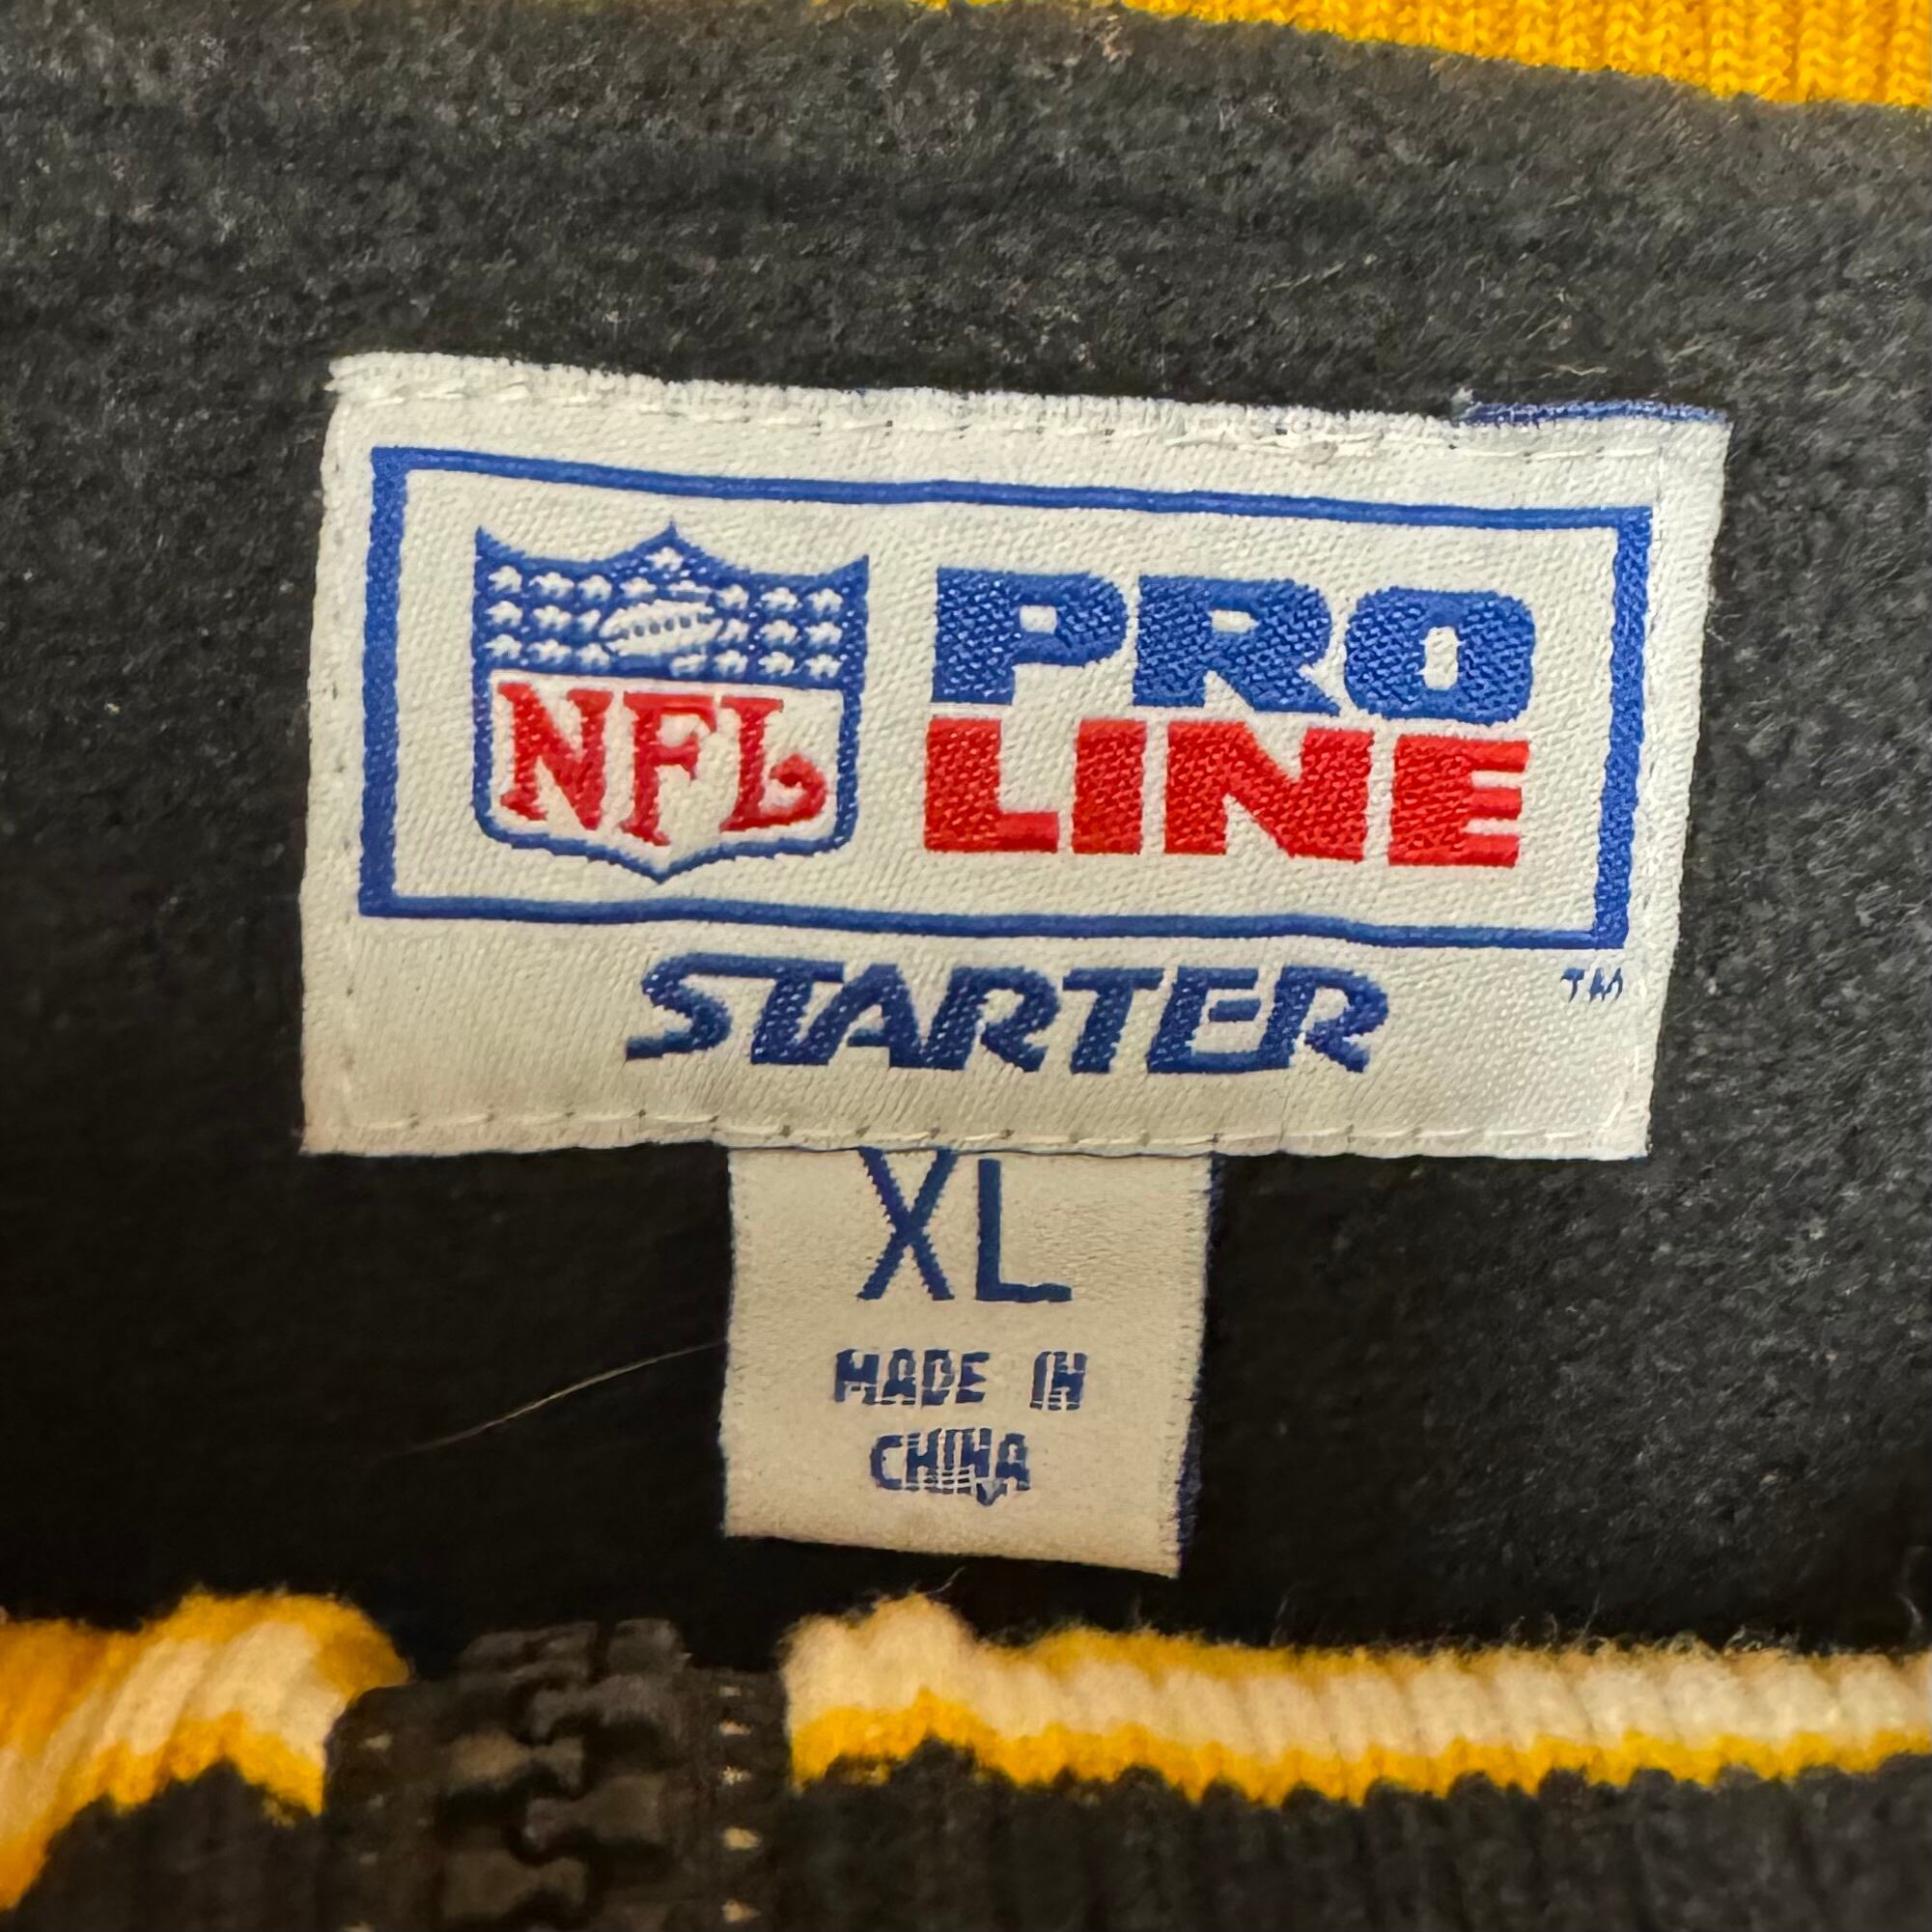 NFL
PRO
LINE
STARTER
TM
XL
MADE IN
CHINA